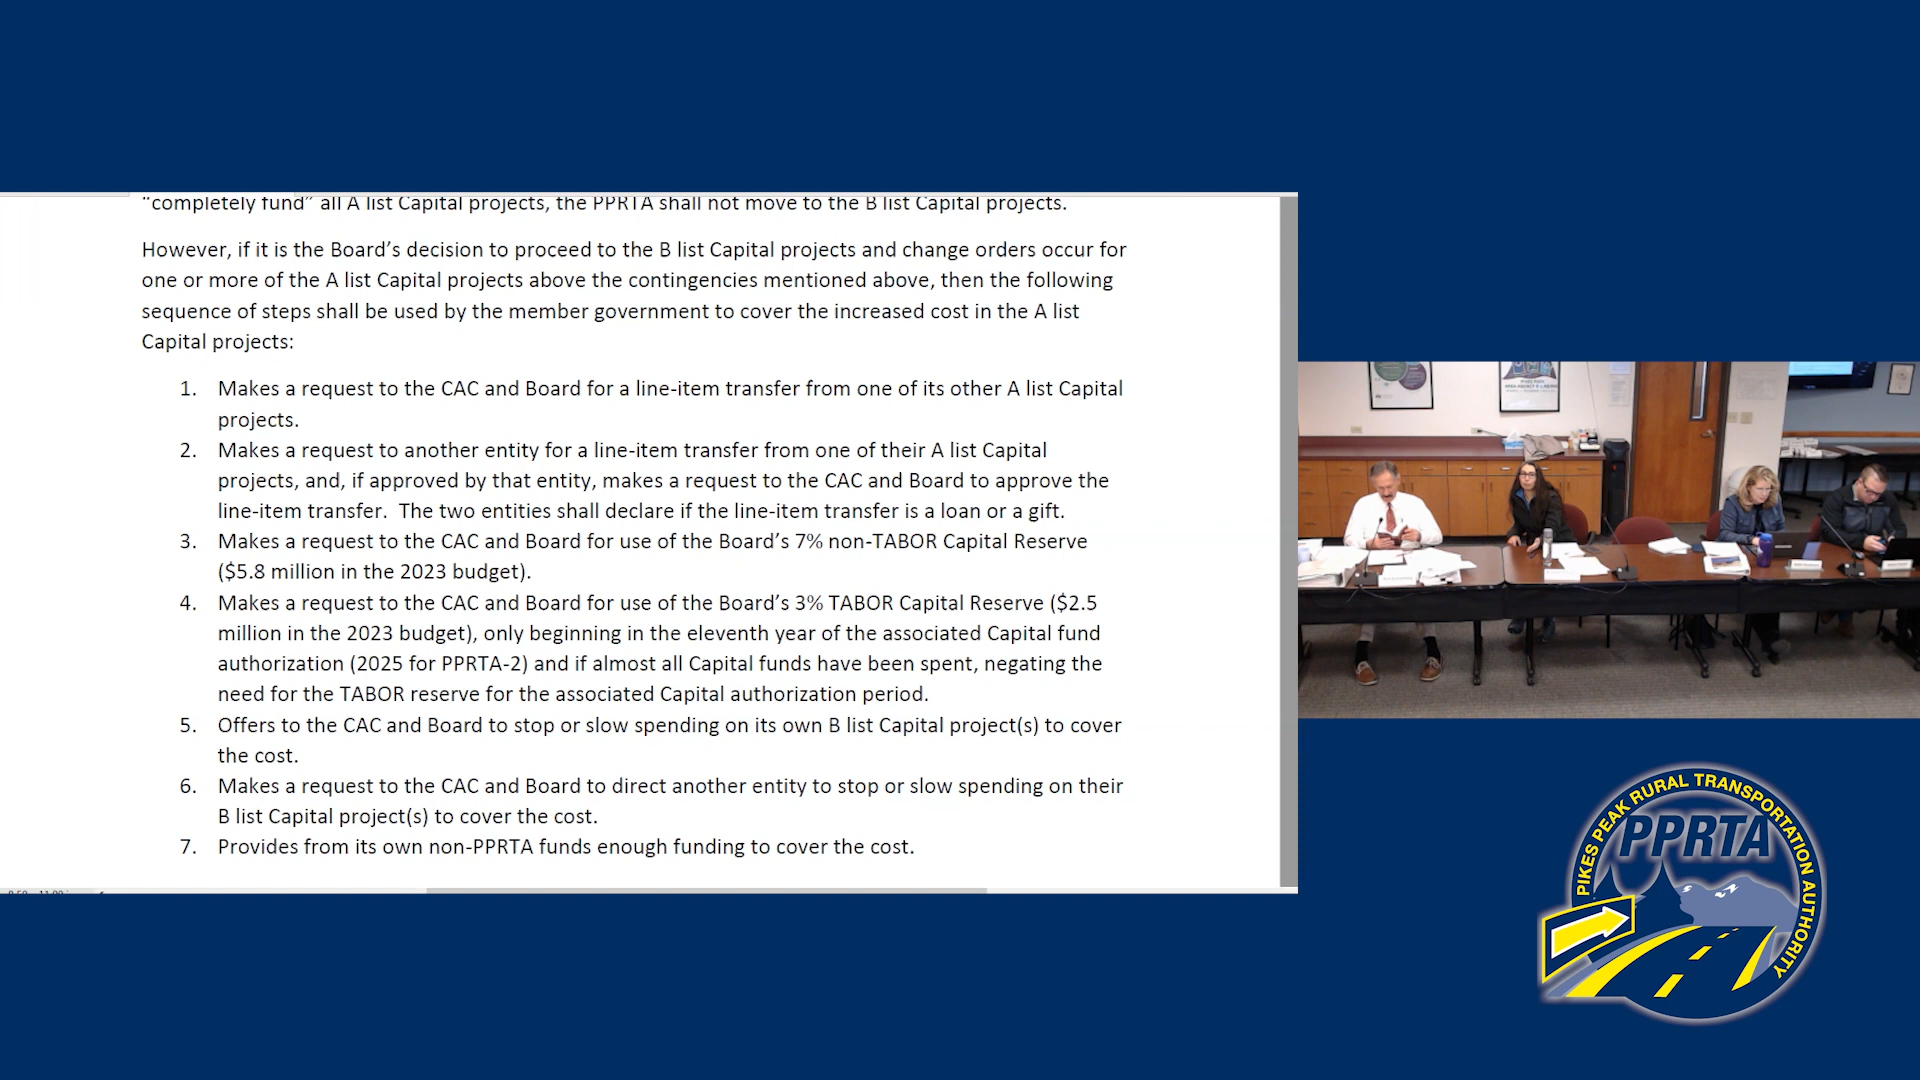 "completely fund" all A list Capital projects, the PPRTA shall not move to the B list Capital projects.
However, if it is the Board's decision to proceed to the B list Capital projects and change orders occur for
one or more of the A list Capital projects above the contingencies mentioned above, then the following
sequence of steps shall be used by the member government to cover the increased cost in the A list
Capital projects:
1. Makes a request to the CAC and Board for a line-item transfer from one of its other A list Capital
projects.
2. Makes a request to another entity for a line-item transfer from one of their A list Capital
projects, and, if approved by that entity, makes a request to the CAC and Board to approve the
line-item transfer. The two entities shall declare if the line-item transfer is a loan or a gift.
3. Makes a request to the CAC and Board for use of the Board's 7% non-TABOR Capital Reserve
($5.8 million in the 2023 budget).
4. Makes a request to the CAC and Board for use of the Board's 3% TABOR Capital Reserve ($2.5
million in the 2023 budget), only beginning in the eleventh year of the associated Capital fund
authorization (2025 for PPRTA-2) and if almost all Capital funds have been spent, negating the
need for the TABOR reserve for the associated Capital authorization period.
5. Offers to the CAC and Board to stop or slow spending on its own B list Capital project(s) to cover
the cost.
6. Makes a request to the CAC and Board to direct another entity to stop or slow spending on their
B list Capital project(s) to cover the cost.
7. Provides from its own non-PPRTA funds enough funding to cover the cost.
PIKES PEAK RURAL TRANSPORTATION AUTHORITY
PPRTA